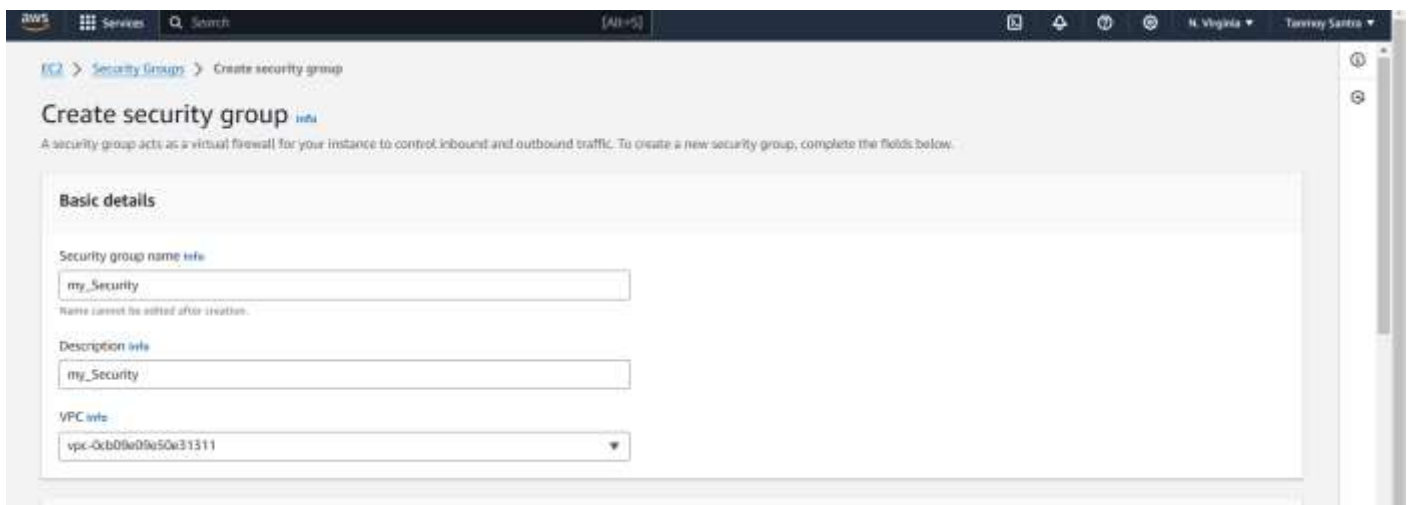 aws Services Search [Alt+S] N. Virginia Tanmoy Santra
EC2 > Security Groups > Create security group
Create security group Info
A security group acts as a virtual firewall for your instance to control inbound and outbound traffic. To create a new security group, complete the fields below.
Basic details
Security group name Info
my_Security
Name cannot be edited after creation.
Description Info
my_Security
VPC Info
vpc-0cb09e09e50e31311